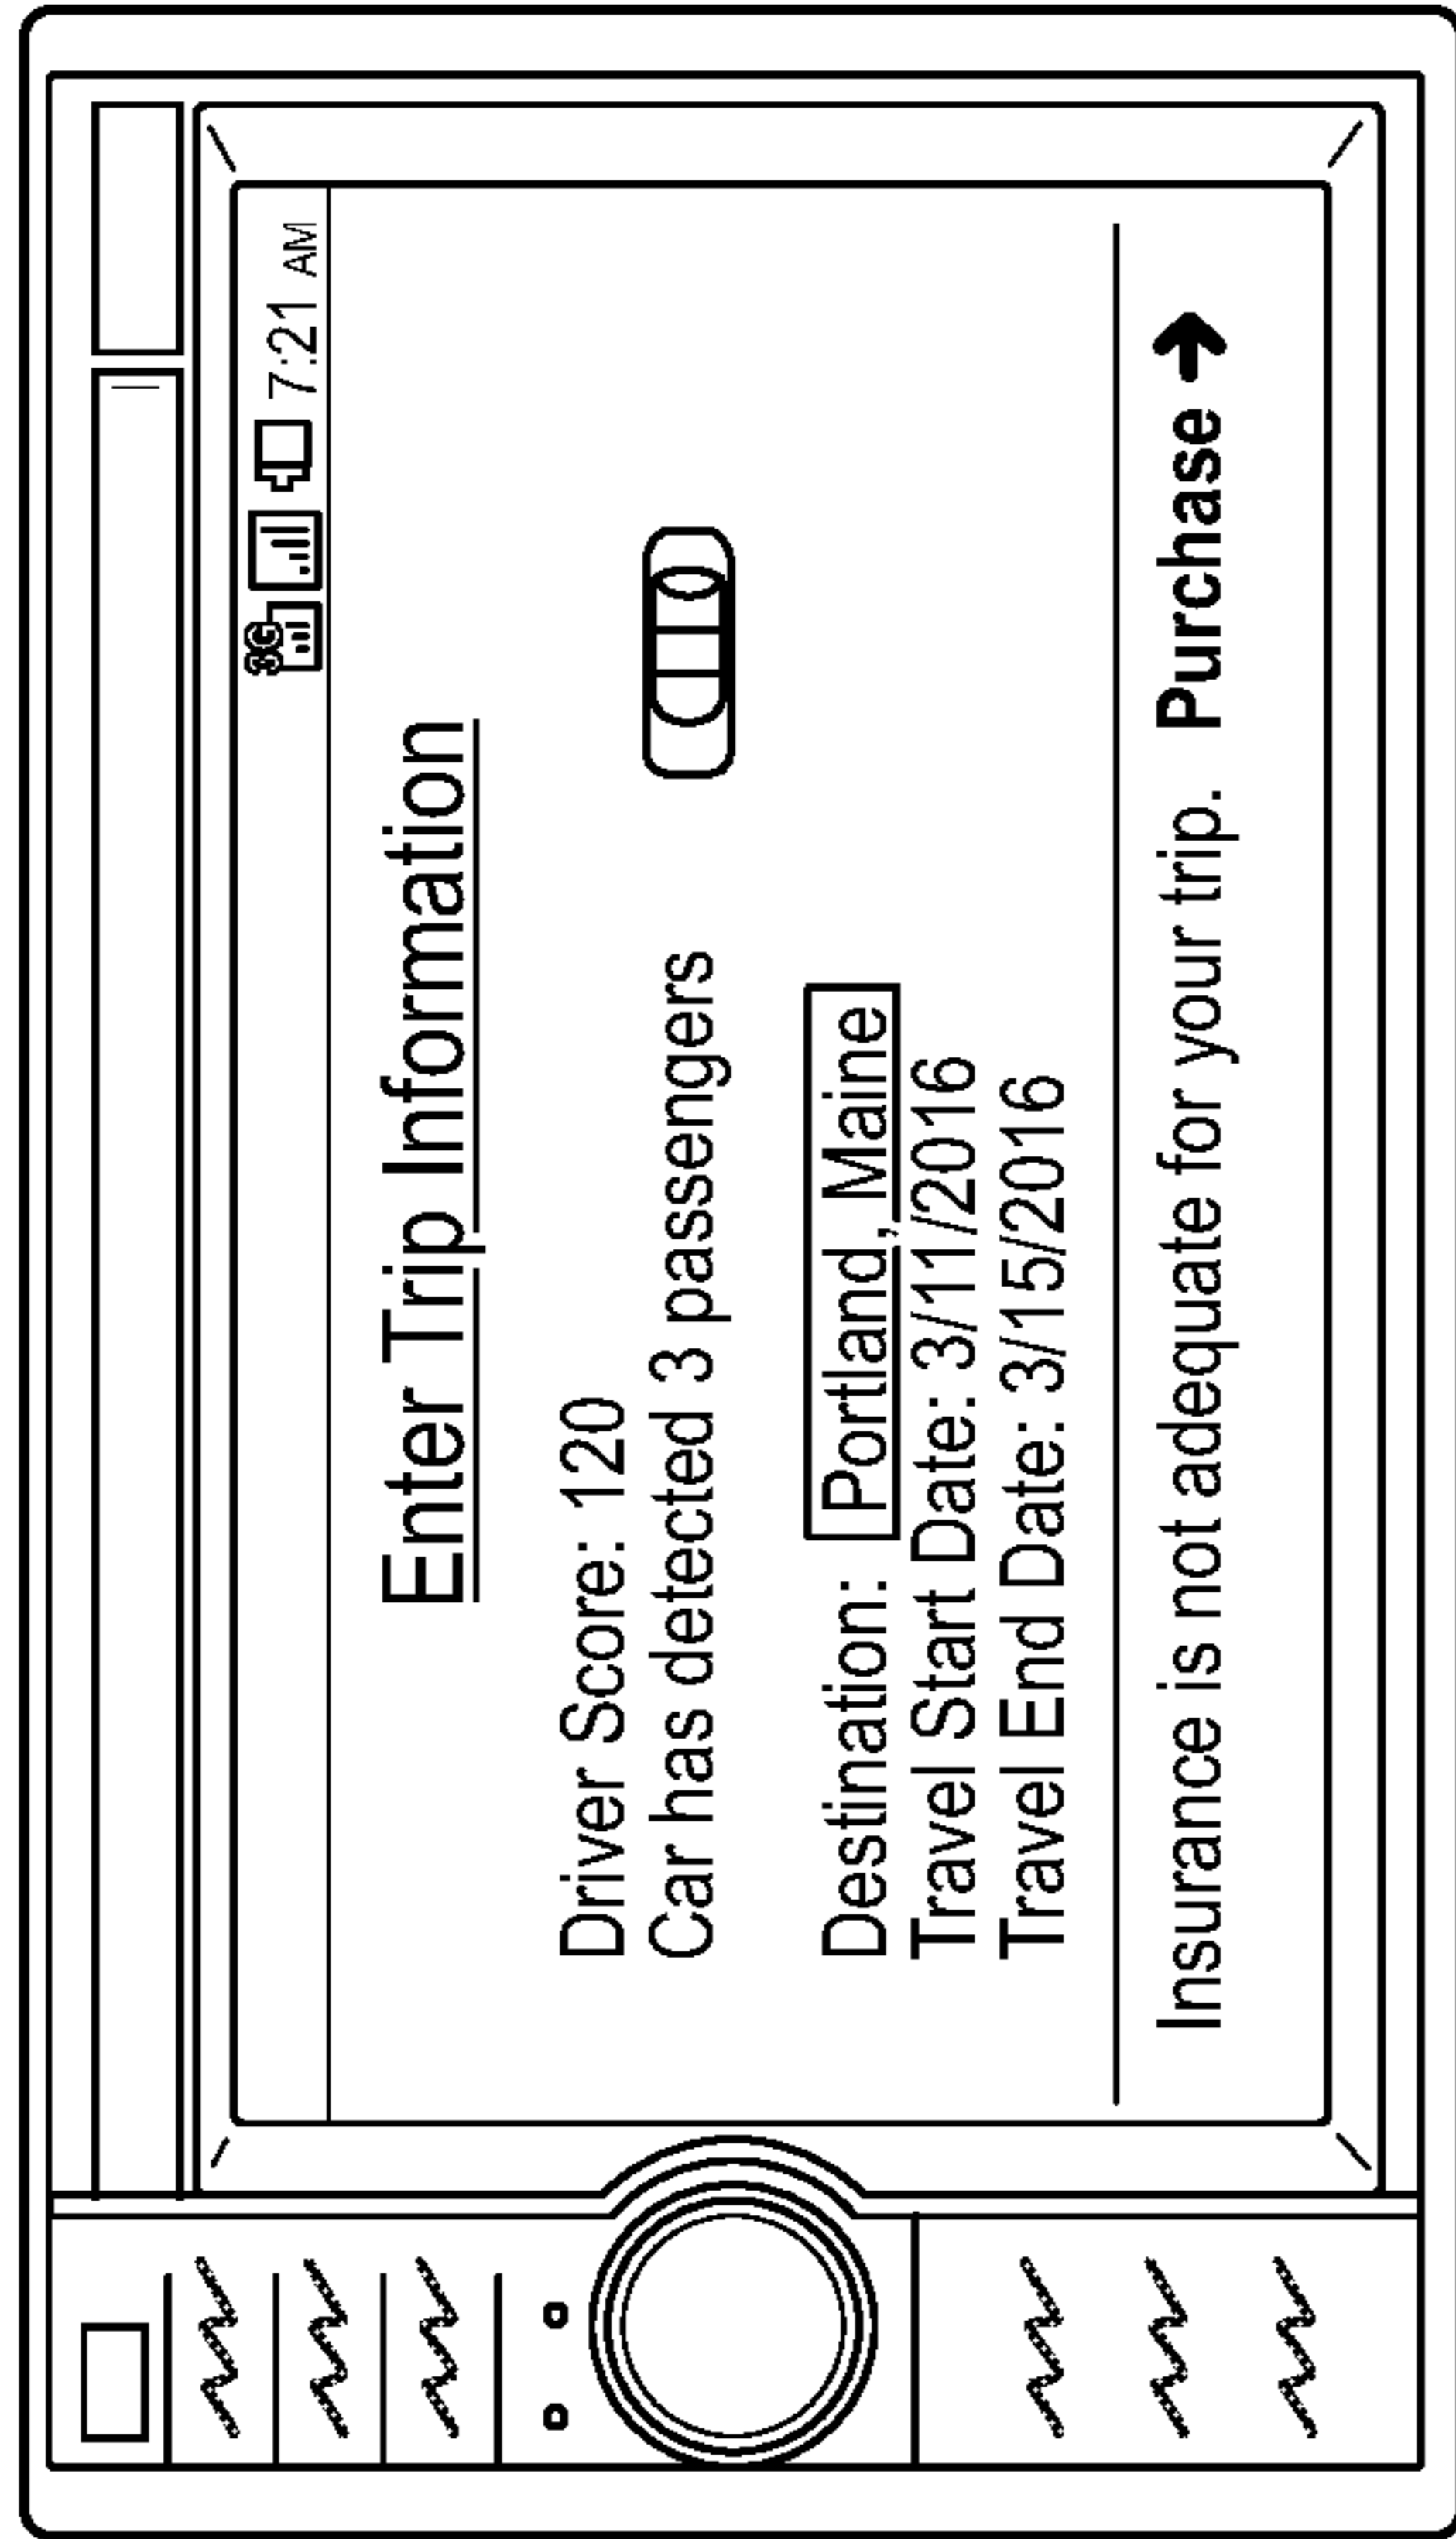 3G 7:21 AM
Enter Trip Information
Driver Score: 120
Car has detected 3 passengers
Destination: Portland, Maine
Travel Start Date: 3/11/2016
Travel End Date: 3/15/2016
Insurance is not adequate for your trip. Purchase